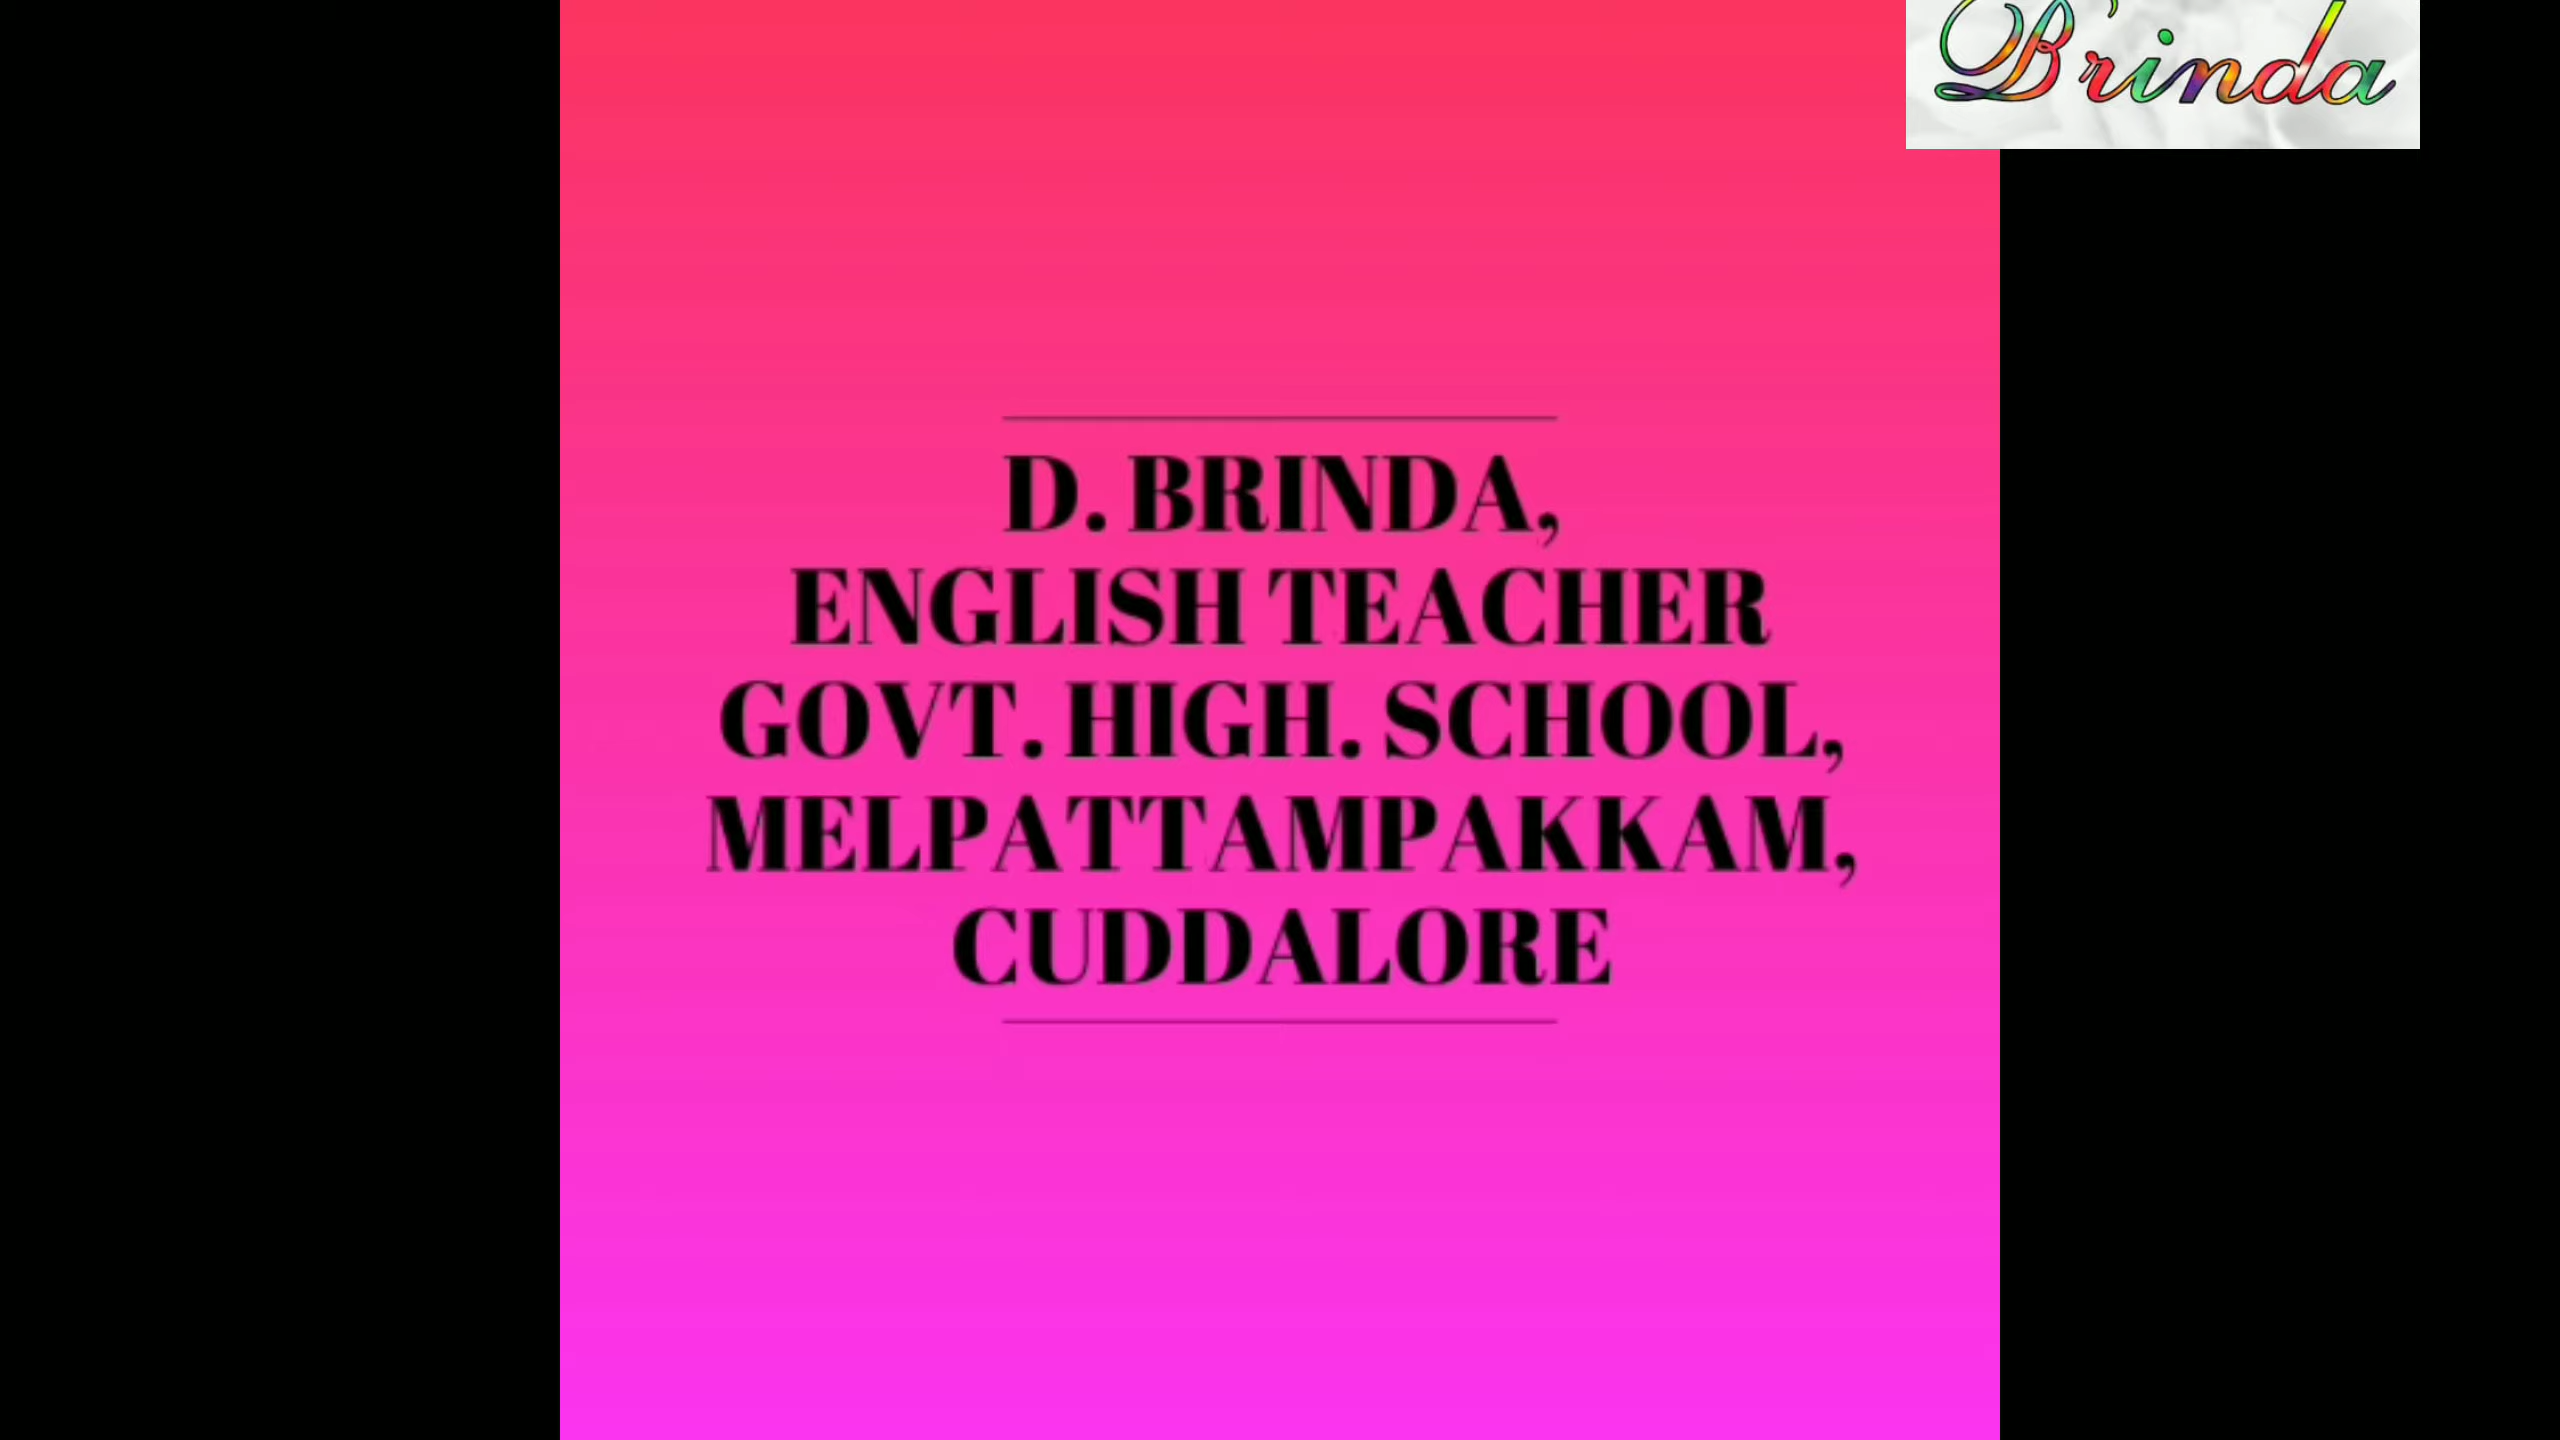 Brinda
D. BRINDA,
ENGLISH TEACHER
GOVT. HIGH. SCHOOL,
MELPATTAMPAKKAM,
CUDDALORE